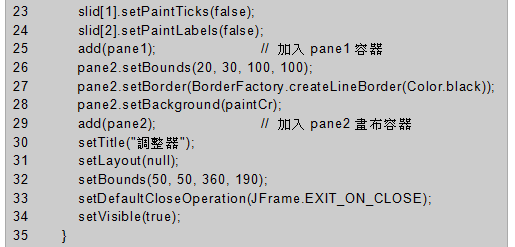 23 slid[1].setPaintTicks(false);
24 slid[2].setPaintLabels(false);
25 add(pane1); // 加入 pane1 容器
26 pane2.setBounds(20, 30, 100, 100);
27 pane2.setBorder(BorderFactory.createLineBorder(Color.black));
28 pane2.setBackground(paintCr);
29 add(pane2); // 加入 pane2 畫布容器
30 setTitle("調整器");
31 setLayout(null);
32 setBounds(50, 50, 360, 190);
33 setDefaultCloseOperation(JFrame.EXIT_ON_CLOSE);
34 setVisible(true);
35 }